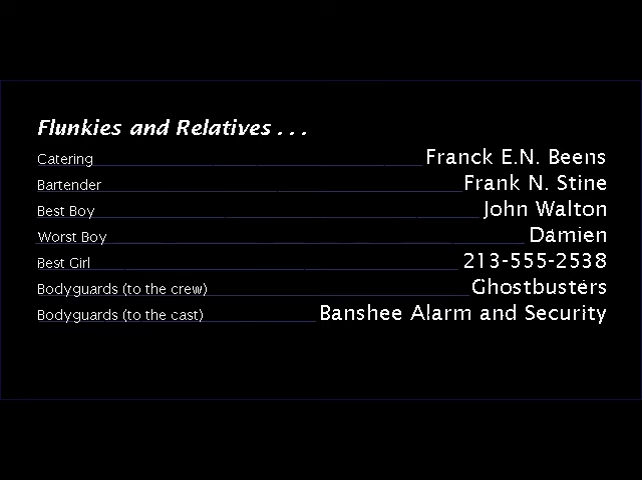 Flunkies and Relatives . . .
Catering Franck E.N. Beens
Bartender Frank N. Stine
Best Boy John Walton
Worst Boy Damien
Best Girl 213-555-2538
Bodyguards (to the crew) Ghostbusters
Bodyguards (to the cast) Banshee Alarm and Security